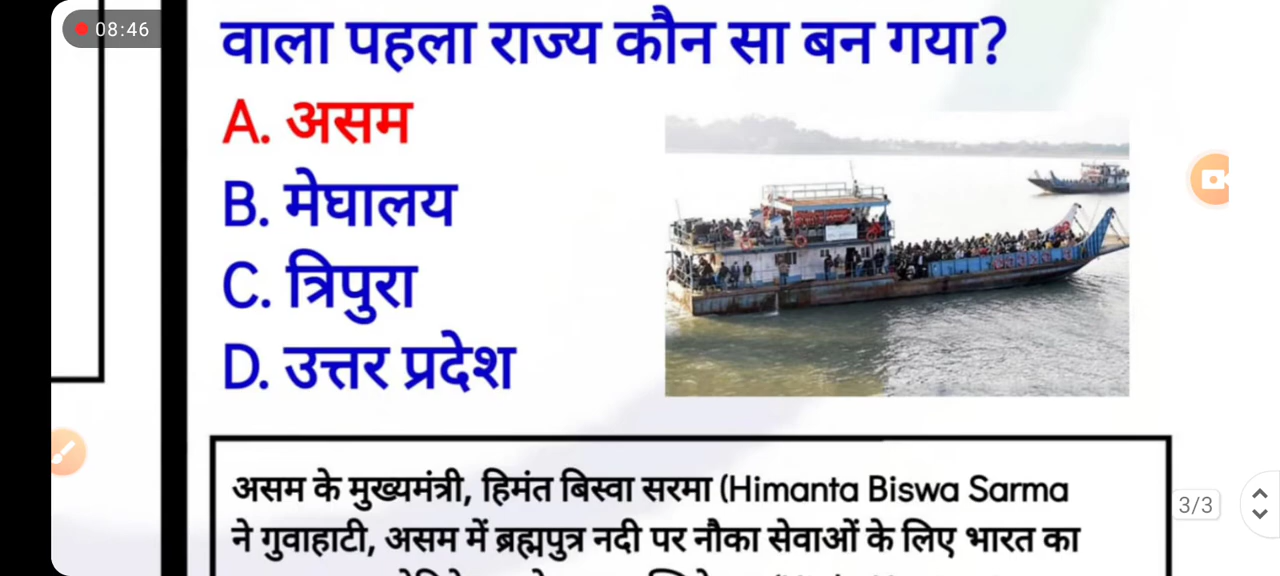 08:46
वाला पहला राज्य कौन सा बन गया?
A. असम
B. मेघालय
C. त्रिपुरा
D. उत्तर प्रदेश
असम के मुख्यमंत्री, हिमंत बिस्वा सरमा (Himanta Biswa Sarma
ने गुवाहाटी, असम में ब्रह्मपुत्र नदी पर नौका सेवाओं के लिए भारत का
3/3